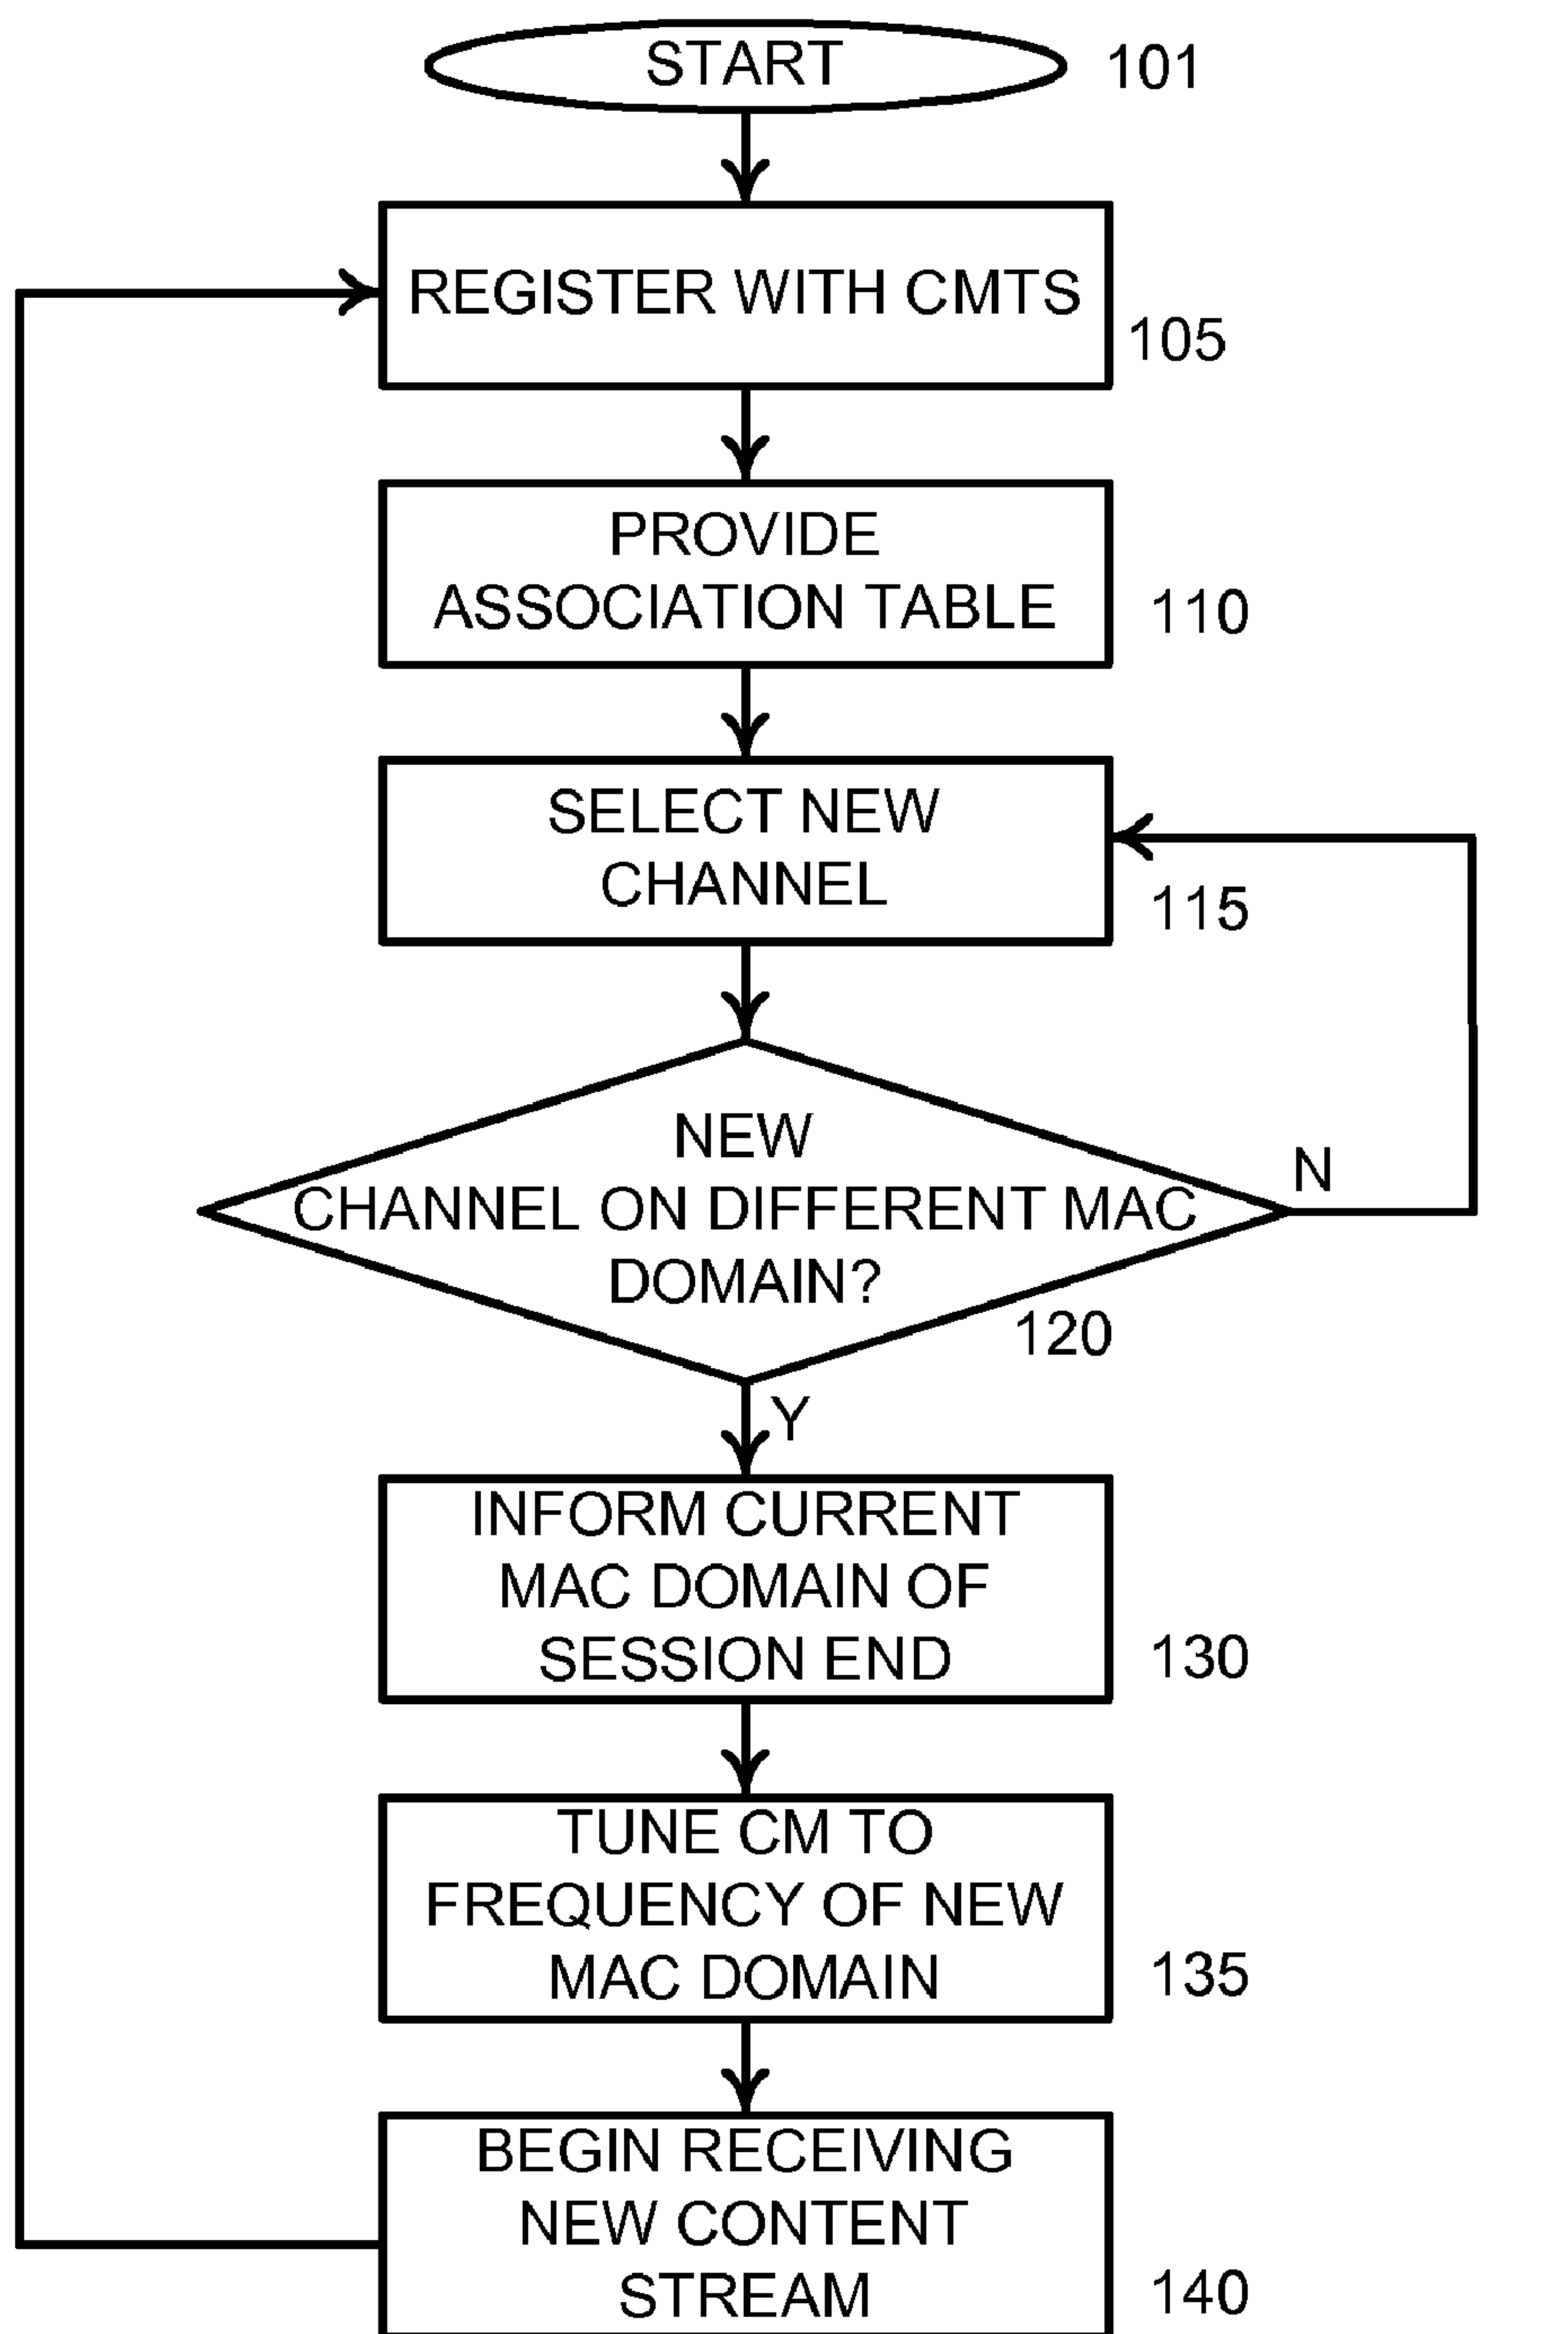 START
101
REGISTER WITH CMTS
105
PROVIDE
ASSOCIATION TABLE
110
SELECT NEW
CHANNEL
115
NEW
CHANNEL ON DIFFERENT MAC
DOMAIN?
N
120
Y
INFORM CURRENT
MAC DOMAIN OF
SESSION END
130
TUNE CM TO
FREQUENCY OF NEW
MAC DOMAIN
135
BEGIN RECEIVING
NEW CONTENT
STREAM
140